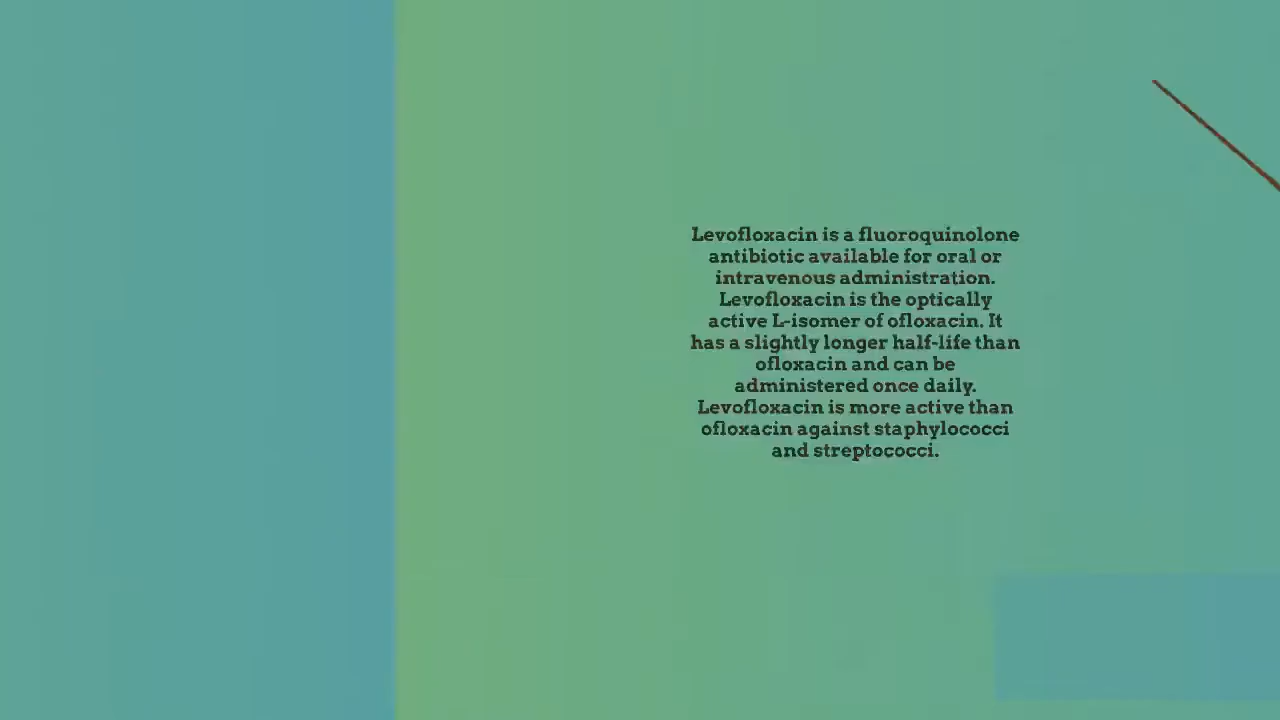 Levofloxacin is a fluoroquinolone
antibiotic available for oral or
intravenous administration.
Levofloxacin is the optically
active L-isomer of ofloxacin. It
has a slightly longer half-life than
ofloxacin and can be
administered once daily.
Levofloxacin is more active than
ofloxacin against staphylococci
and streptococci.